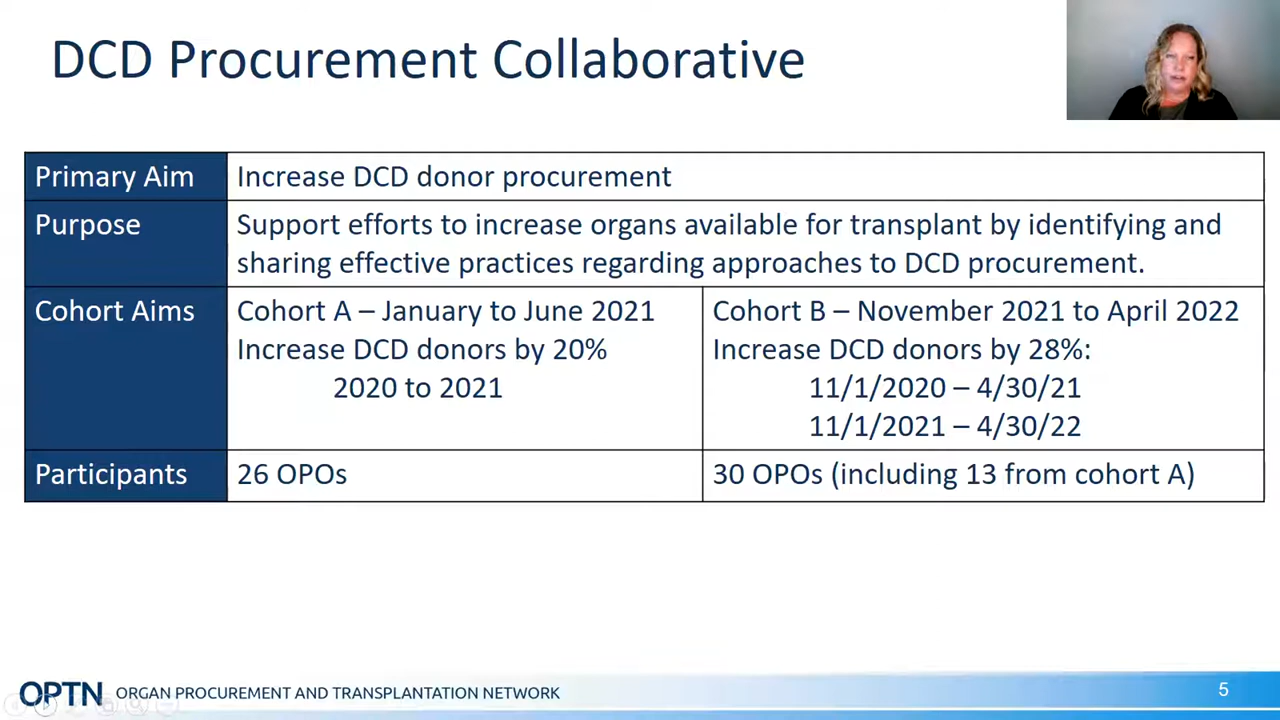 DCD Procurement Collaborative
Primary Aim
Increase DCD donor procurement
Purpose
Support efforts to increase organs available for transplant by identifying and
sharing effective practices regarding approaches to DCD procurement.
Cohort Aims
Cohort A – January to June 2021
Increase DCD donors by 20%
2020 to 2021
Cohort B – November 2021 to April 2022
Increase DCD donors by 28%:
11/1/2020 – 4/30/21
11/1/2021 – 4/30/22
Participants
26 OPOs
30 OPOs (including 13 from cohort A)
OPTN
ORGAN PROCUREMENT AND TRANSPLANTATION NETWORK
5